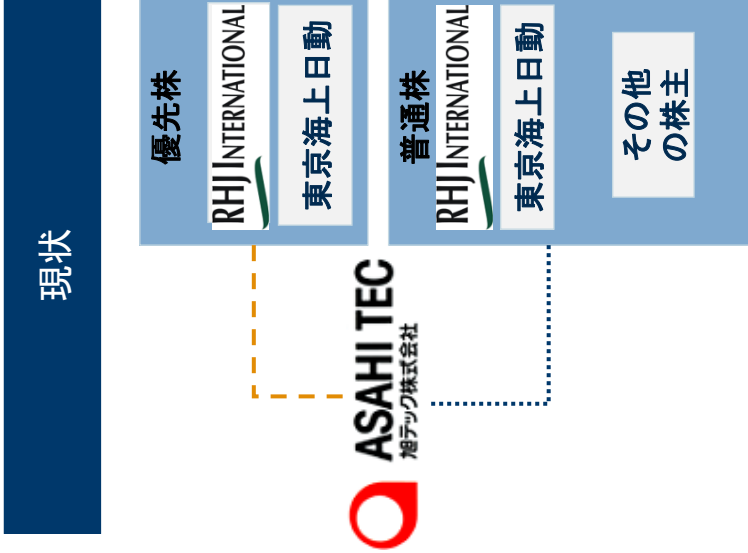 現状
優先株
RHJ INTERNATIONAL
東京海上日動
普通株
RHJ INTERNATIONAL
東京海上日動
その他
の株主
ASAHI TEC
旭テック株式会社